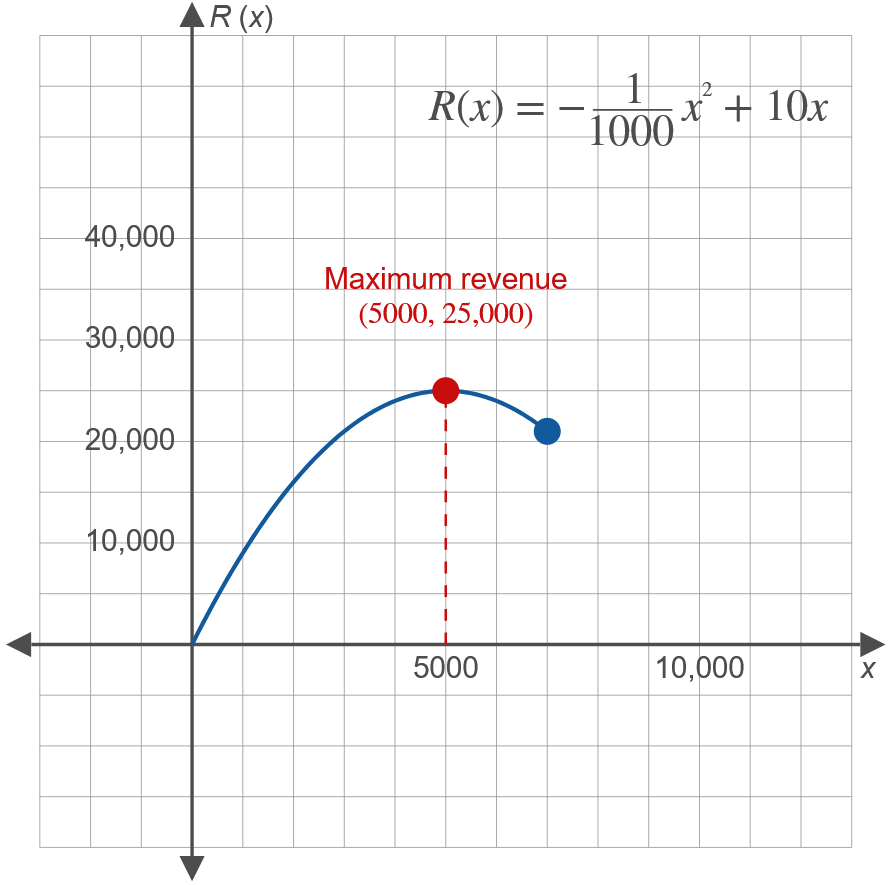 R (x)
R(x) = −1/1000 x² + 10x
40,000
Maximum revenue
(5000, 25,000)
30,000
20,000
10,000
5000
10,000
x